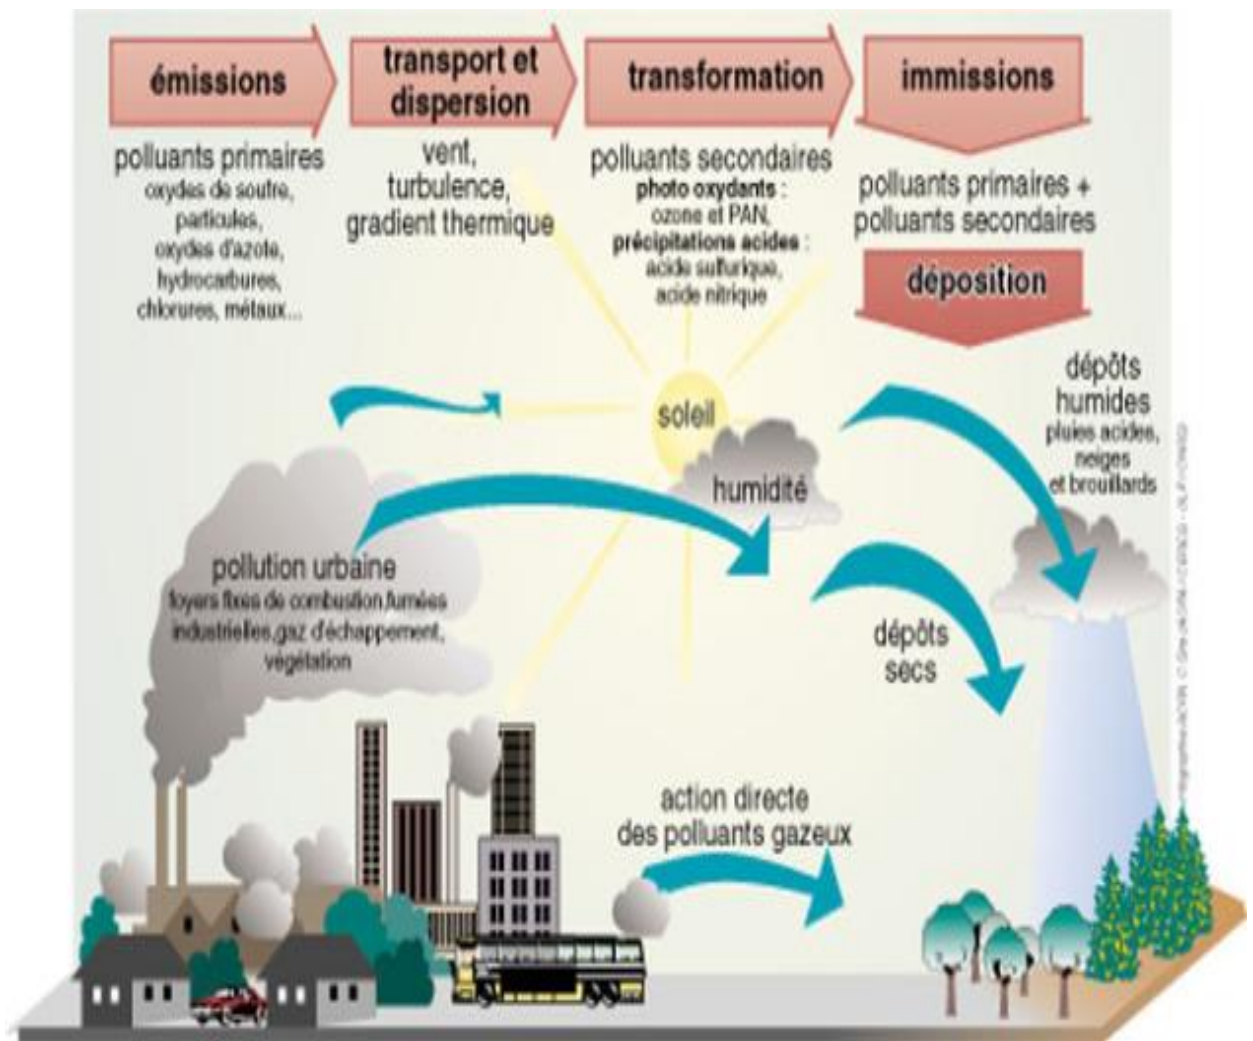 émissions
polluants primaires
oxydes de soufre,
particules,
oxydes d'azote,
hydrocarbures,
chlorures, métaux...
transport et
dispersion
vent,
turbulence,
gradient thermique
transformation
polluants secondaires
photo oxydants :
ozone et PAN,
précipitations acides :
acide sulfurique,
acide nitrique
immissions
polluants primaires +
polluants secondaires
déposition
dépôts
humides
pluies acides,
neiges
et brouillards
soleil
humidité
pollution urbaine
foyers fixes de combustion,fumées
industrielles,gaz d'échappement,
végétation
dépôts
secs
action directe
des polluants gazeux